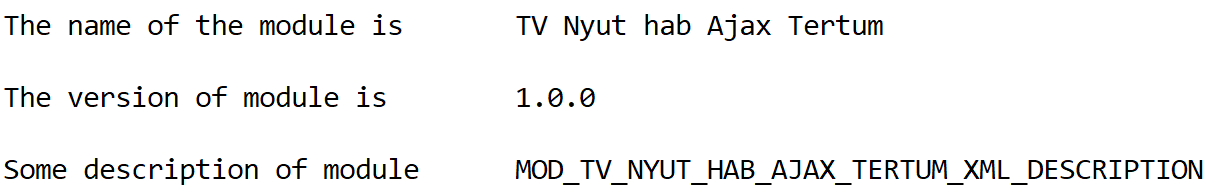 The name of the module is TV Nyut hab Ajax Tertum
The version of module is 1.0.0
Some description of module MOD_TV_NYUT_HAB_AJAX_TERTUM_XML_DESCRIPTION